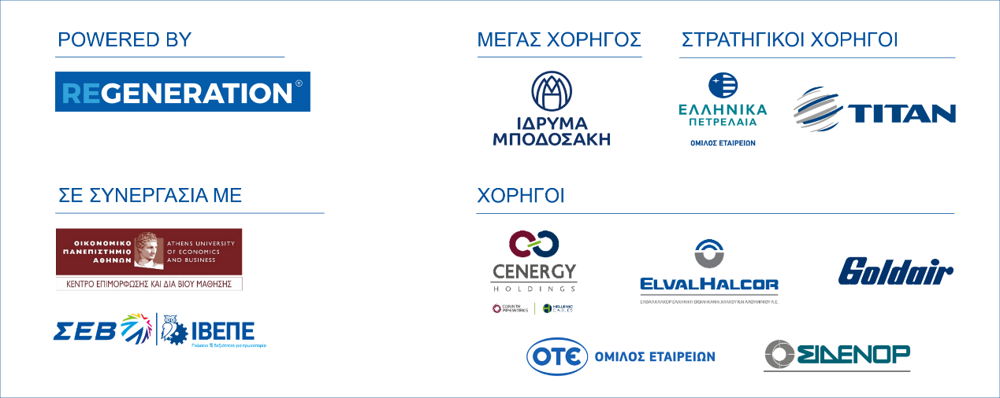 POWERED BY
REGENERATION®
ΜΕΓΑΣ ΧΟΡΗΓΟΣ
ΙΔΡΥΜΑ
ΜΠΟΔΟΣΑΚΗ
ΣΤΡΑΤΗΓΙΚΟΙ ΧΟΡΗΓΟΙ
ΕΛΛΗΝΙΚΑ
ΠΕΤΡΕΛΑΙΑ
ΟΜΙΛΟΣ ΕΤΑΙΡΕΙΩΝ
TITAN
ΣΕ ΣΥΝΕΡΓΑΣΙΑ ΜΕ
ΟΙΚΟΝΟΜΙΚΟ
ΠΑΝΕΠΙΣΤΗΜΙΟ
ΑΘΗΝΩΝ
ATHENS UNIVERSITY
OF ECONOMICS
AND BUSINESS
ΚΕΝΤΡΟ ΕΠΙΜΟΡΦΩΣΗΣ ΚΑΙ ΔΙΑ ΒΙΟΥ ΜΑΘΗΣΗΣ
ΣΕΒ
ΙΒΕΠΕ
Γνώσεις & δεξιότητες για πρωτοπορία
ΧΟΡΗΓΟΙ
CENERGY
HOLDINGS
CORINTH
PIPEWORKS
HELLENIC
CABLES
ELVALHALCOR
ΕΛΒΑΛΧΑΛΚΟΡ ΕΛΛΗΝΙΚΗ ΒΙΟΜΗΧΑΝΙΑ ΧΑΛΚΟΥ ΚΑΙ ΑΛΟΥΜΙΝΙΟΥ Α.Ε.
Goldair
ΟΤΕ ΟΜΙΛΟΣ ΕΤΑΙΡΕΙΩΝ
ΣΙΔΕΝΟΡ